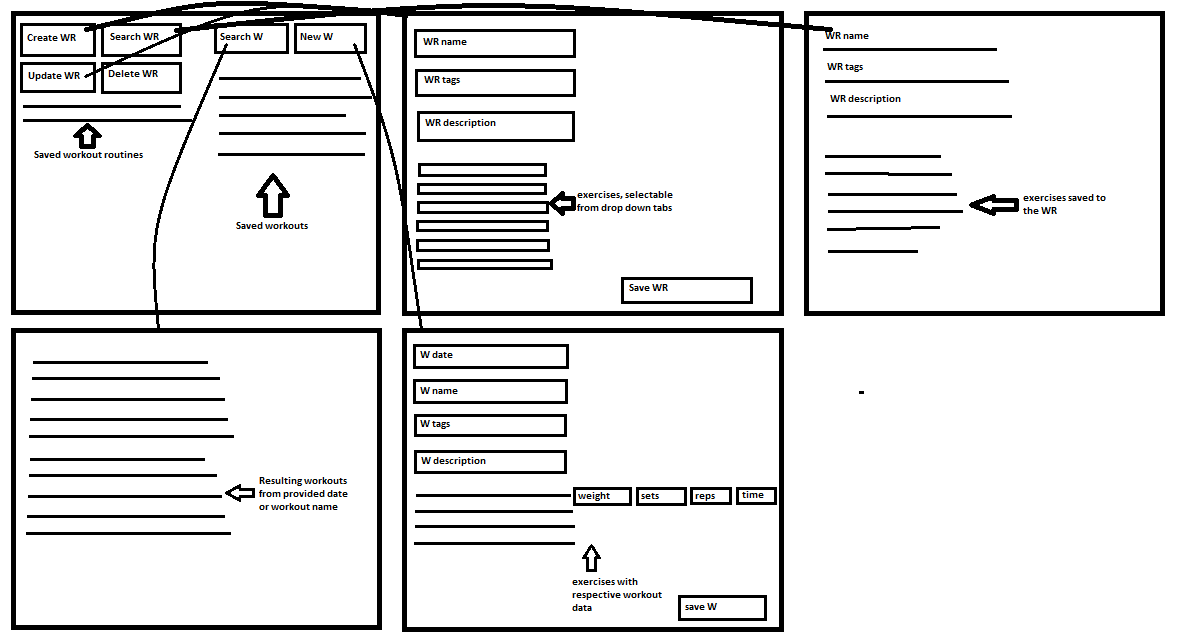 Create WR
Search WR
Search W
New W
Update WR
Delete WR
Saved workout routines
Saved workouts
WR name
WR tags
WR description
exercises, selectable
from drop down tabs
Save WR
WR name
WR tags
WR description
exercises saved to
the WR
Resulting workouts
from provided date
or workout name
W date
W name
W tags
W description
weight
sets
reps
time
exercises with
respective workout
data
save W